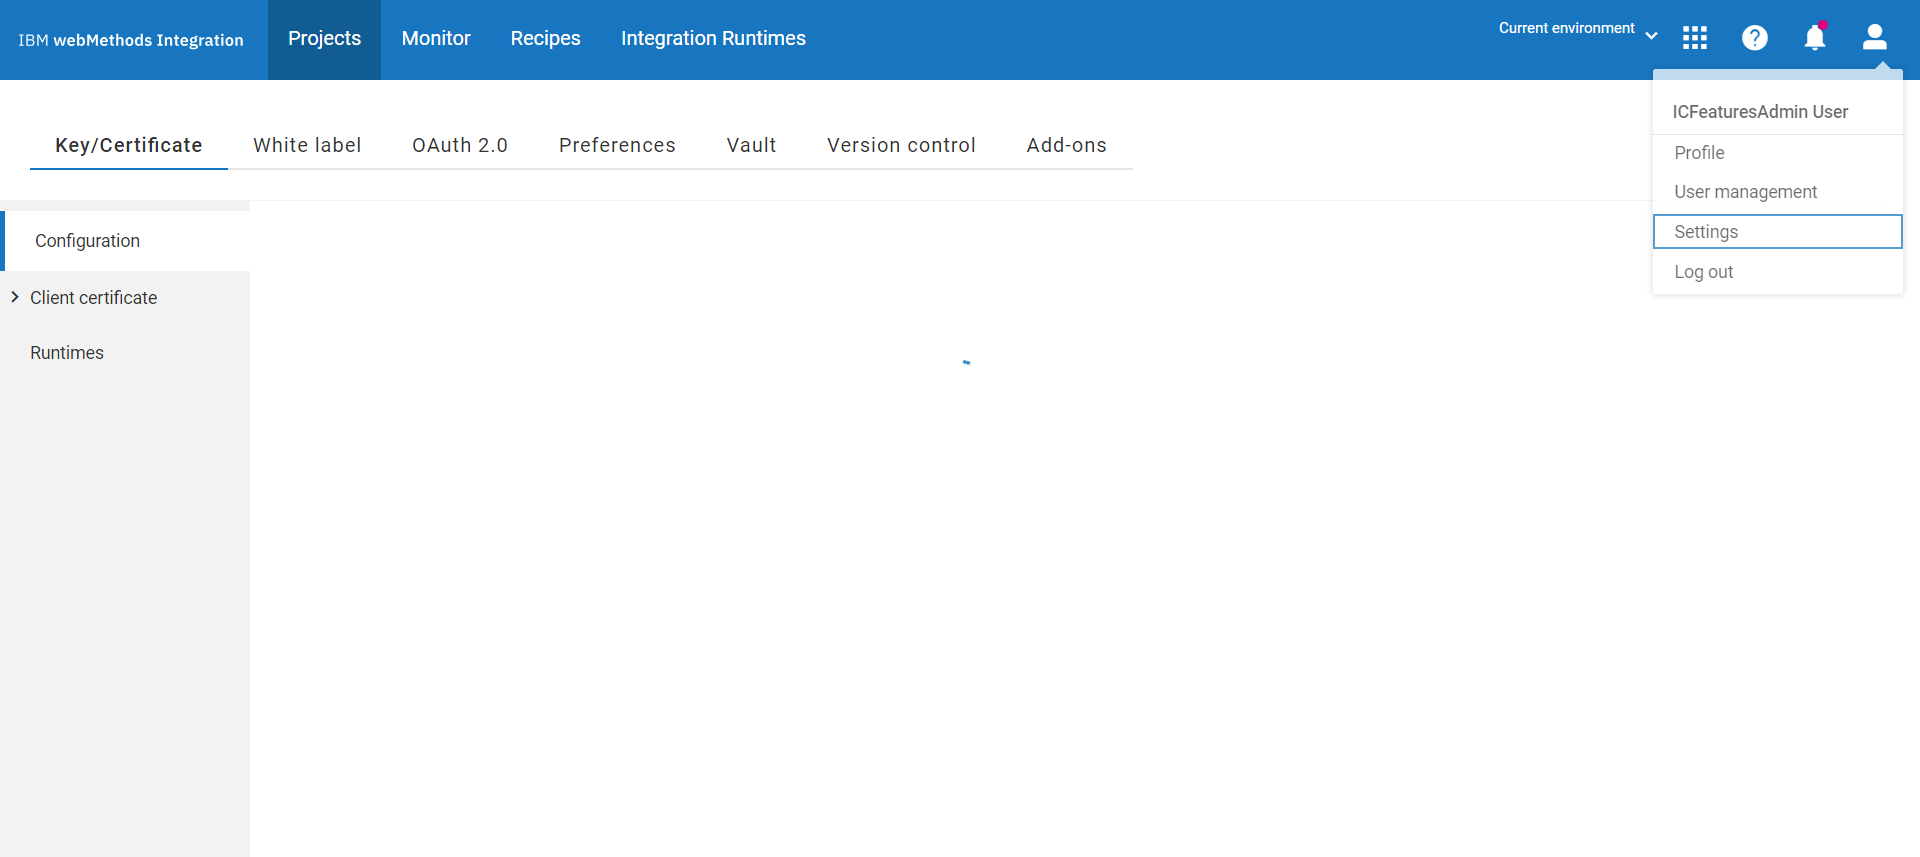 IBM webMethods Integration
Projects
Monitor
Recipes
Integration Runtimes
Current environment
ICFeaturesAdmin User
Profile
User management
Settings
Log out
Key/Certificate
White label
OAuth 2.0
Preferences
Vault
Version control
Add-ons
Configuration
Client certificate
Runtimes